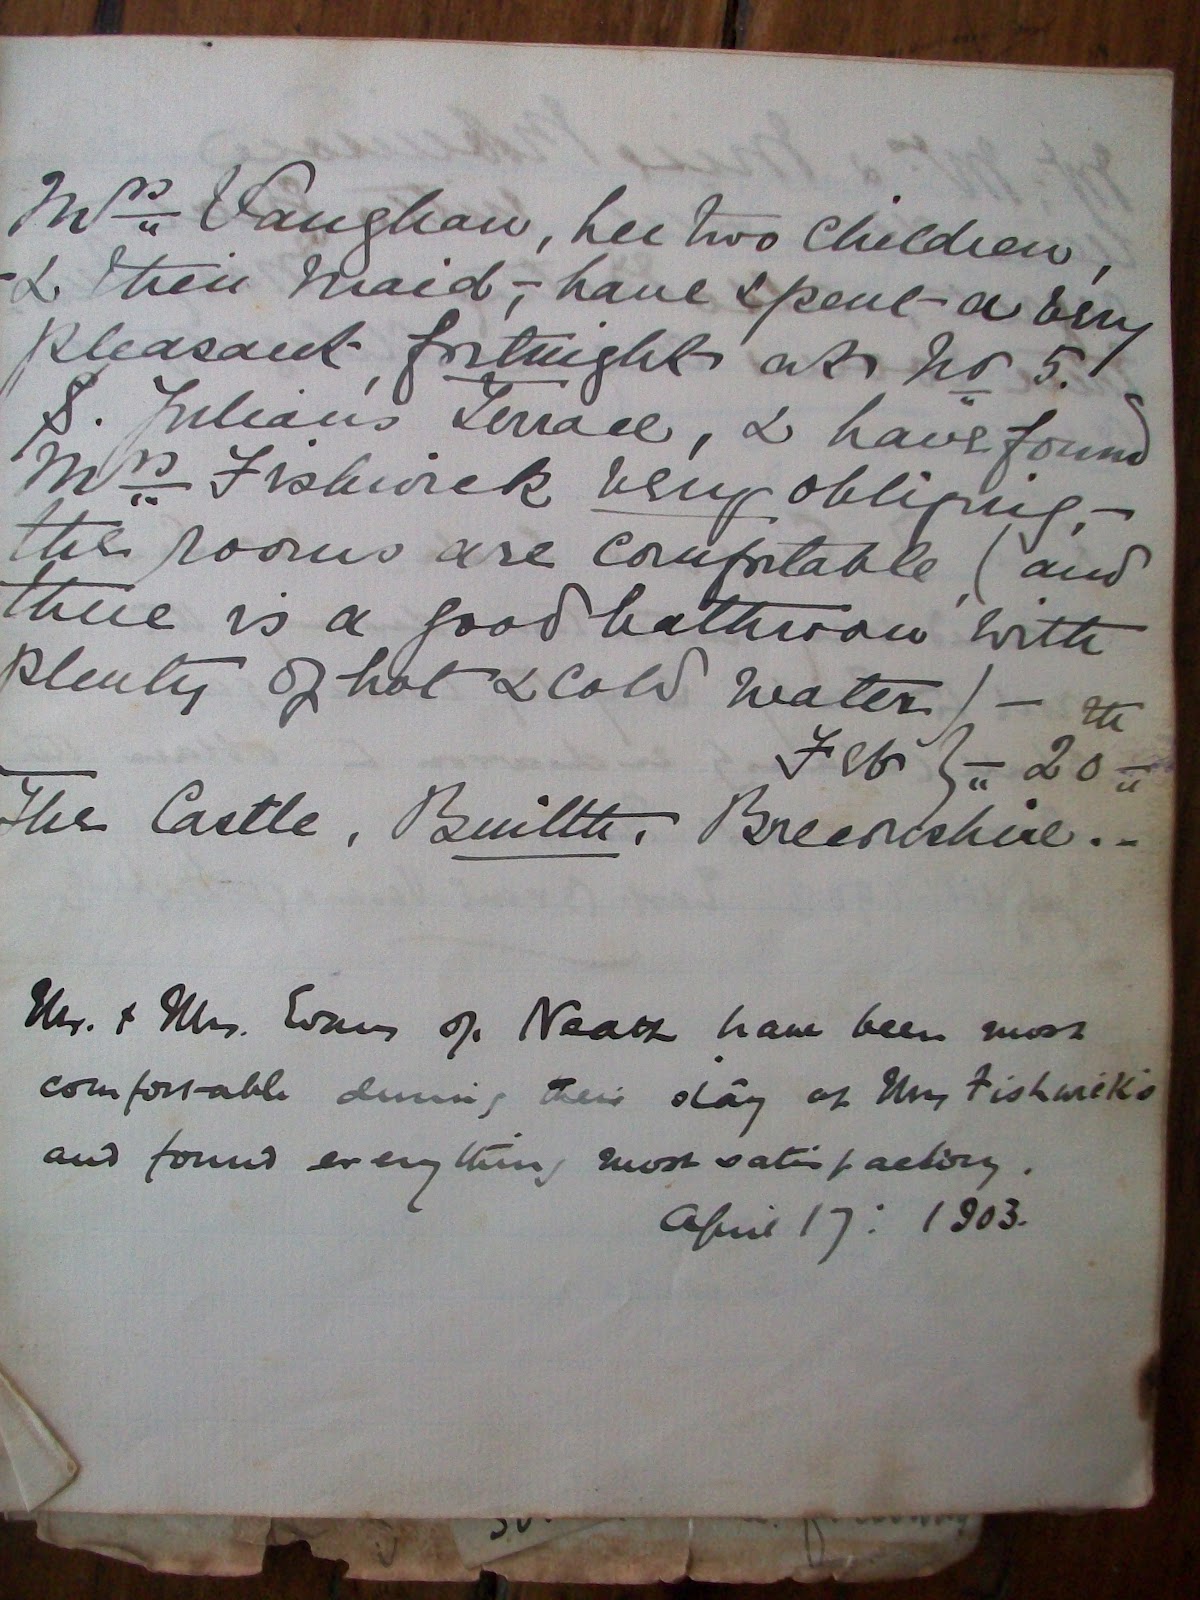 Mrs Vaughan, her two children,
& their maid, - have spent a very
pleasant fortnight at No 5.
S. Julian's Terrace, & have found
Mrs Fishwick very obliging, -
the rooms are comfortable, (and
there is a good bathroom with
plenty of hot & cold water) -
Feb 20th
The Castle, Builth, Breconshire. -
Mr. & Mrs. Evans of Neath have been most
comfortable during their stay at Mrs Fishwick's
and found everything most satisfactory.
April 17: 1903.